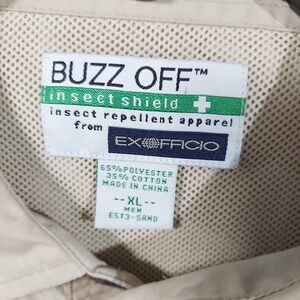 BUZZ OFF™
insect shield
insect repellent apparel
from
EXOFFICIO
65% POLYESTER
35% COTTON
MADE IN CHINA
-- XL --
MEN
EST3-SAND